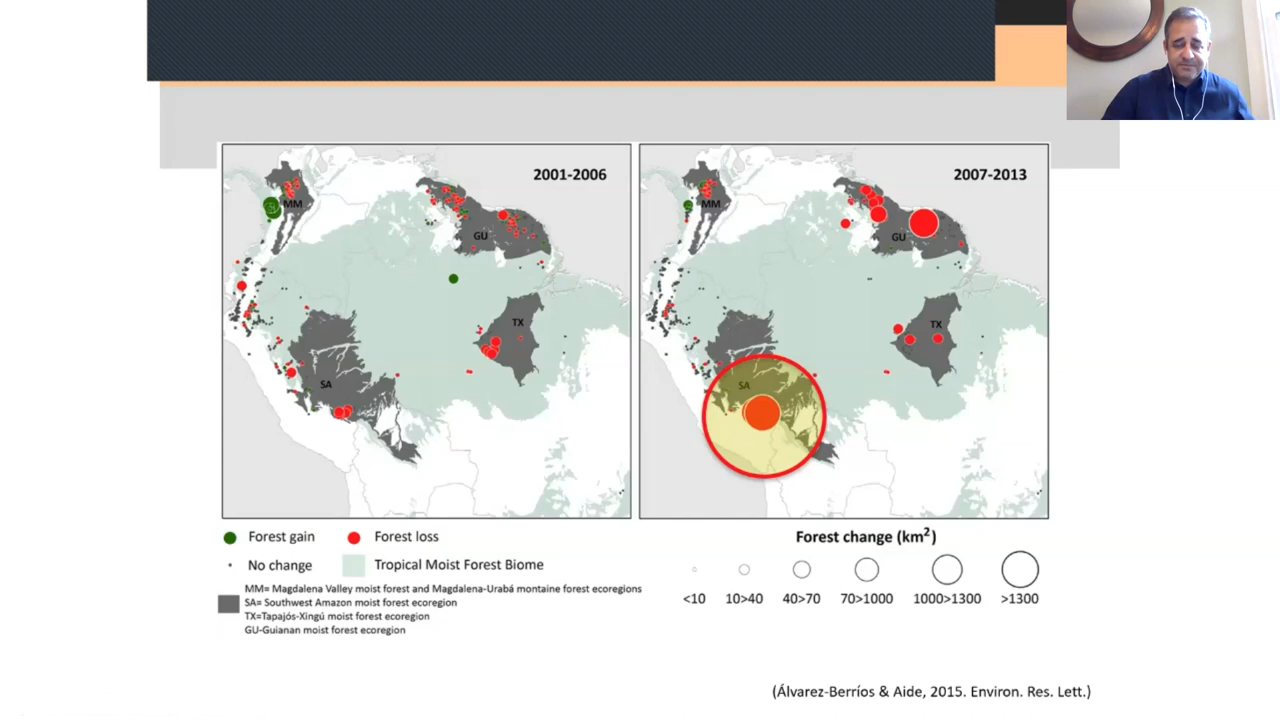 2001-2006
MM
GU
TX
SA
2007-2013
MM
GU
TX
SA
Forest gain
Forest loss
No change
Tropical Moist Forest Biome
MM= Magdalena Valley moist forest and Magdalena-Urabá montaine forest ecoregions
SA= Southwest Amazon moist forest ecoregion
TX=Tapajós-Xingú moist forest ecoregion
GU-Guianan moist forest ecoregion
Forest change (km²)
<10 10>40 40>70 70>1000 1000>1300 >1300
(Álvarez-Berríos & Aide, 2015. Environ. Res. Lett.)